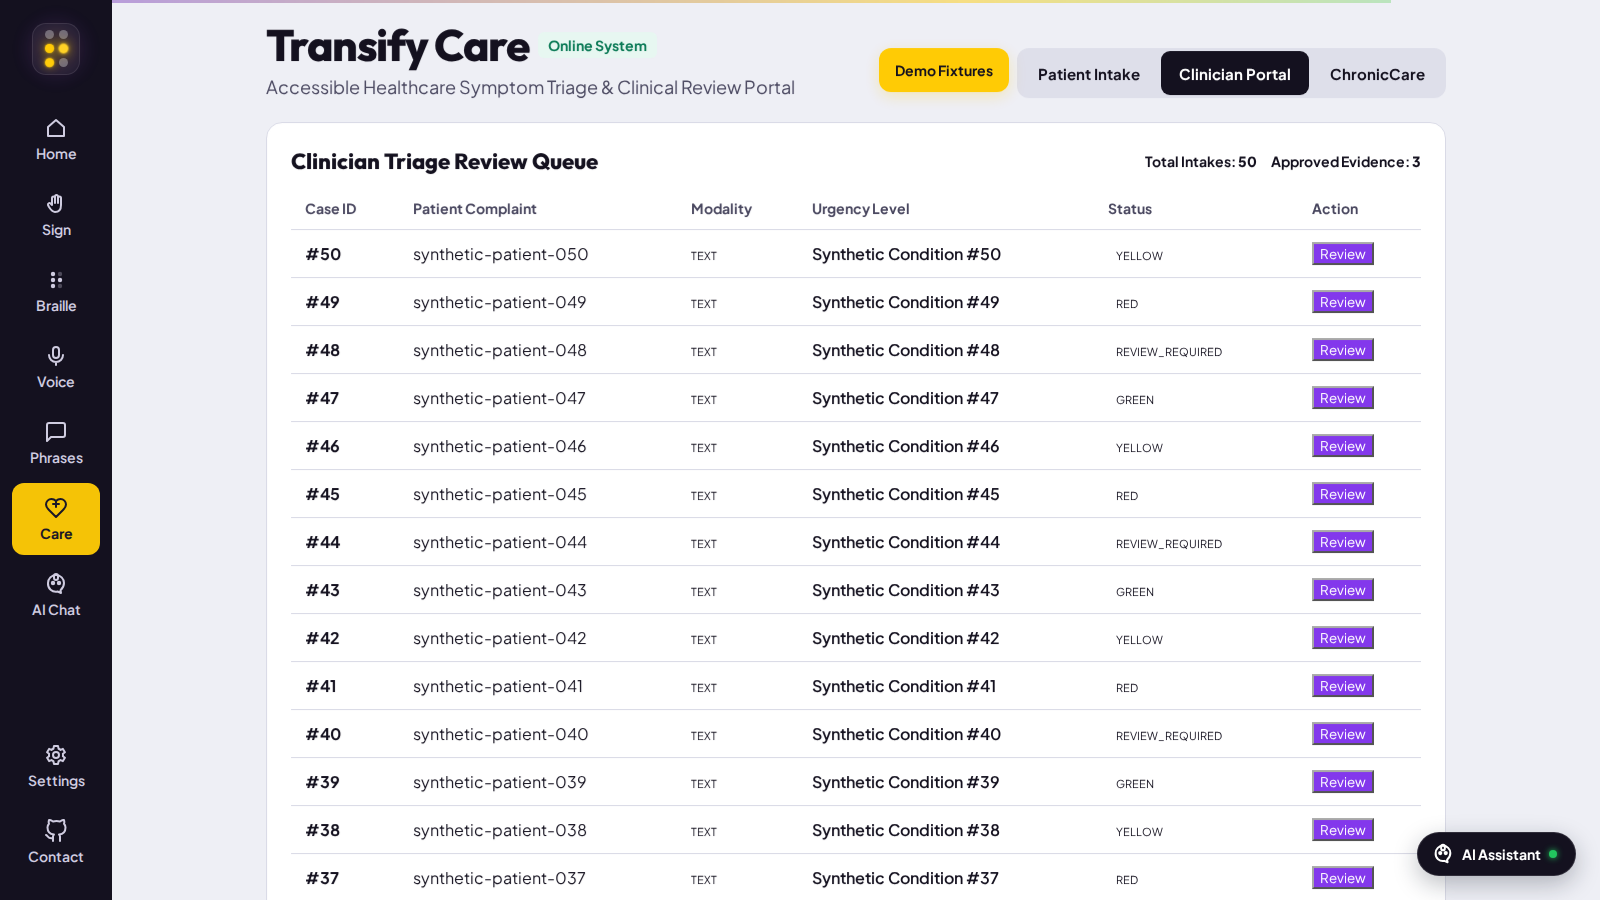 Home
Sign
Braille
Voice
Phrases
Care
AI Chat
Settings
Contact
Transify Care Online System
Accessible Healthcare Symptom Triage & Clinical Review Portal
Demo Fixtures Patient Intake Clinician Portal ChronicCare
Clinician Triage Review Queue Total Intakes: 50 Approved Evidence: 3
Case ID Patient Complaint Modality Urgency Level Status Action
#50 synthetic-patient-050 TEXT Synthetic Condition #50 YELLOW Review
#49 synthetic-patient-049 TEXT Synthetic Condition #49 RED Review
#48 synthetic-patient-048 TEXT Synthetic Condition #48 REVIEW_REQUIRED Review
#47 synthetic-patient-047 TEXT Synthetic Condition #47 GREEN Review
#46 synthetic-patient-046 TEXT Synthetic Condition #46 YELLOW Review
#45 synthetic-patient-045 TEXT Synthetic Condition #45 RED Review
#44 synthetic-patient-044 TEXT Synthetic Condition #44 REVIEW_REQUIRED Review
#43 synthetic-patient-043 TEXT Synthetic Condition #43 GREEN Review
#42 synthetic-patient-042 TEXT Synthetic Condition #42 YELLOW Review
#41 synthetic-patient-041 TEXT Synthetic Condition #41 RED Review
#40 synthetic-patient-040 TEXT Synthetic Condition #40 REVIEW_REQUIRED Review
#39 synthetic-patient-039 TEXT Synthetic Condition #39 GREEN Review
#38 synthetic-patient-038 TEXT Synthetic Condition #38 YELLOW Review
#37 synthetic-patient-037 TEXT Synthetic Condition #37 RED Review
AI Assistant